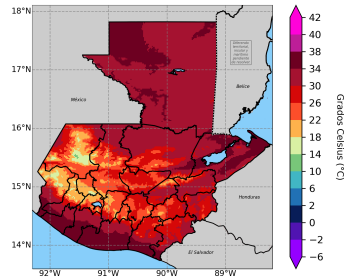 18°N
17°N
16°N
15°N
14°N
92°W
91°W
90°W
89°W
México
Belice
Honduras
El Salvador
42
40
38
36
34
30
26
22
18
14
10
6
2
0
−2
−6
Grados Celsius (°C)